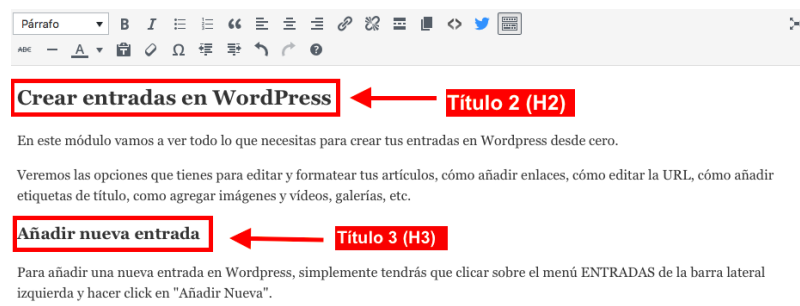 Párrafo
ABC
Crear entradas en WordPress
Título 2 (H2)
En este módulo vamos a ver todo lo que necesitas para crear tus entradas en Wordpress desde cero.
Veremos las opciones que tienes para editar y formatear tus artículos, cómo añadir enlaces, cómo editar la URL, cómo añadir
etiquetas de título, como agregar imágenes y vídeos, galerías, etc.
Añadir nueva entrada
Título 3 (H3)
Para añadir una nueva entrada en Wordpress, simplemente tendrás que clicar sobre el menú ENTRADAS de la barra lateral
izquierda y hacer click en "Añadir Nueva".